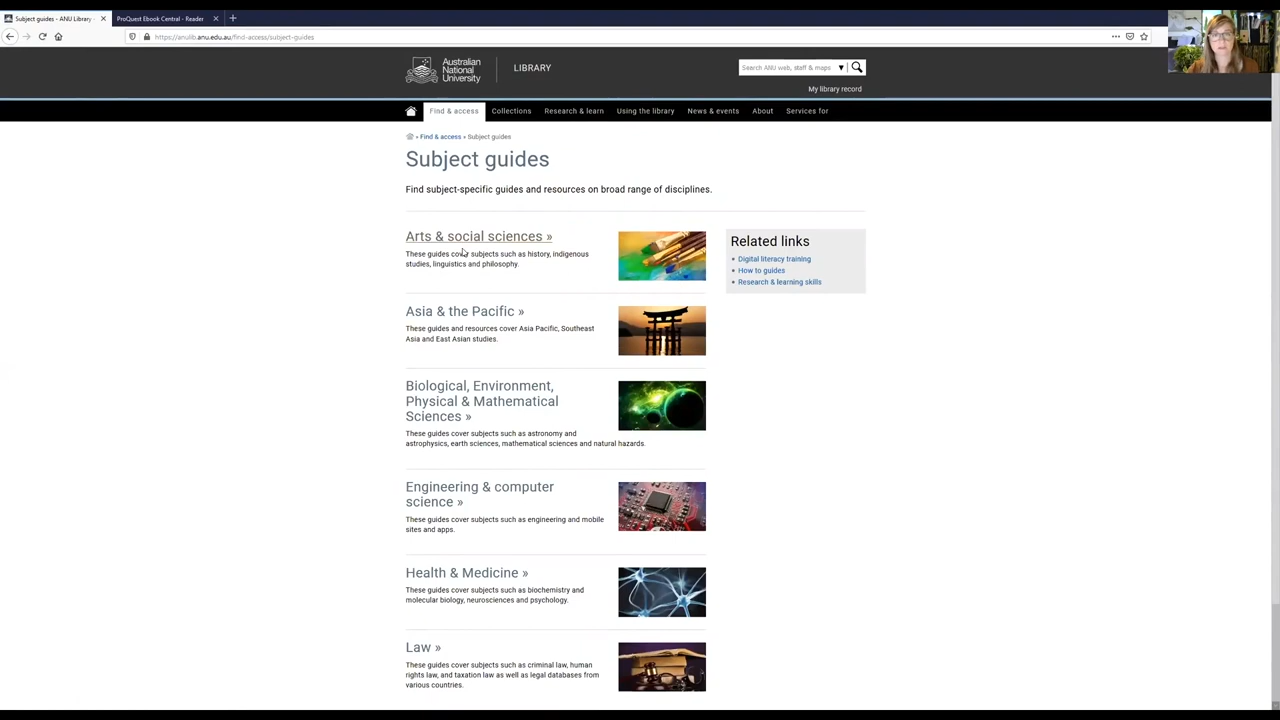 Subject guides - ANU Library -
ProQuest Ebook Central - Reader
https://anulib.anu.edu.au/find-access/subject-guides
Australian
National
University
LIBRARY
Search ANU web, staff & maps
My library record
Find & access
Collections
Research & learn
Using the library
News & events
About
Services for
» Find & access » Subject guides
Subject guides
Find subject-specific guides and resources on broad range of disciplines.
Arts & social sciences »
These guides cover subjects such as history, indigenous
studies, linguistics and philosophy.
Related links
Digital literacy training
How to guides
Research & learning skills
Asia & the Pacific »
These guides and resources cover Asia Pacific, Southeast
Asia and East Asian studies.
Biological, Environment,
Physical & Mathematical
Sciences »
These guides cover subjects such as astronomy and
astrophysics, earth sciences, mathematical sciences and natural hazards.
Engineering & computer
science »
These guides cover subjects such as engineering and mobile
sites and apps.
Health & Medicine »
These guides cover subjects such as biochemistry and
molecular biology, neurosciences and psychology.
Law »
These guides cover subjects such as criminal law, human
rights law, and taxation law as well as legal databases from
various countries.